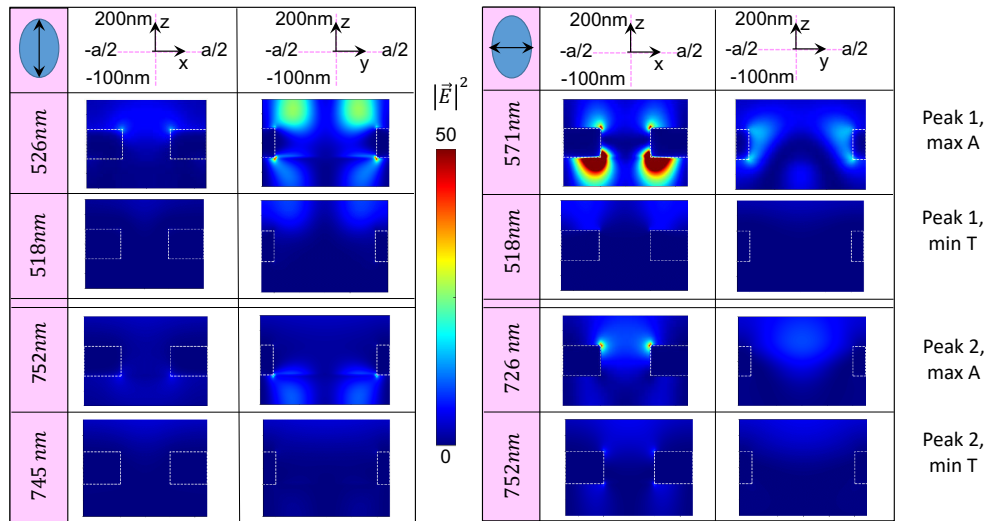 200nm z
-a/2 a/2
x
-100nm
200nm z
-a/2 a/2
y
-100nm
526nm
518nm
752nm
745 nm
|E⃗|²
50
0
200nm z
-a/2 a/2
x
-100nm
200nm z
-a/2 a/2
y
-100nm
571nm
Peak 1,
max A
518nm
Peak 1,
min T
726 nm
Peak 2,
max A
752nm
Peak 2,
min T